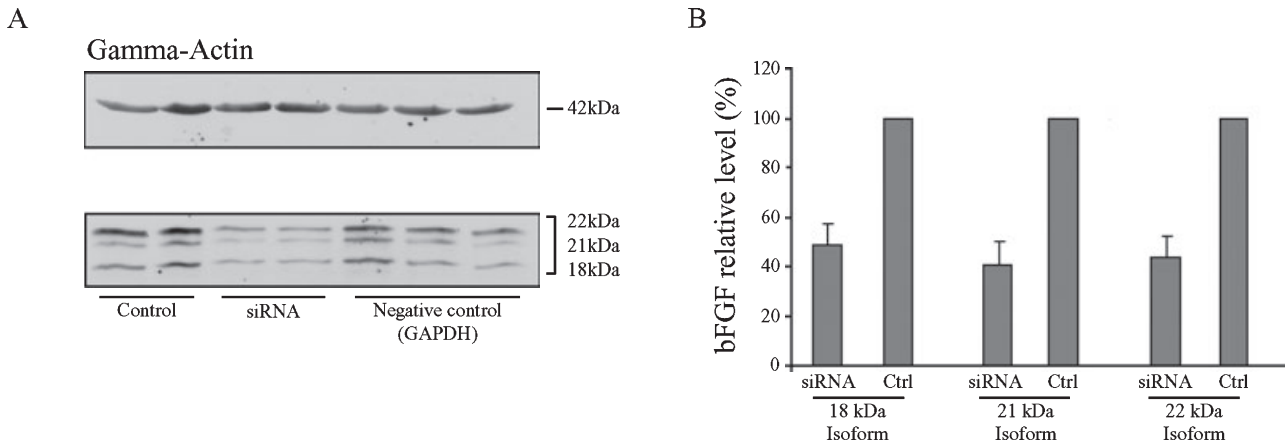 A
Gamma-Actin
42kDa
22kDa
21kDa
18kDa
Control
siRNA
Negative control
(GAPDH)
B
bFGF relative level (%)
120
100
80
60
40
20
0
siRNA Ctrl siRNA Ctrl siRNA Ctrl
18 kDa 21 kDa 22 kDa
Isoform Isoform Isoform